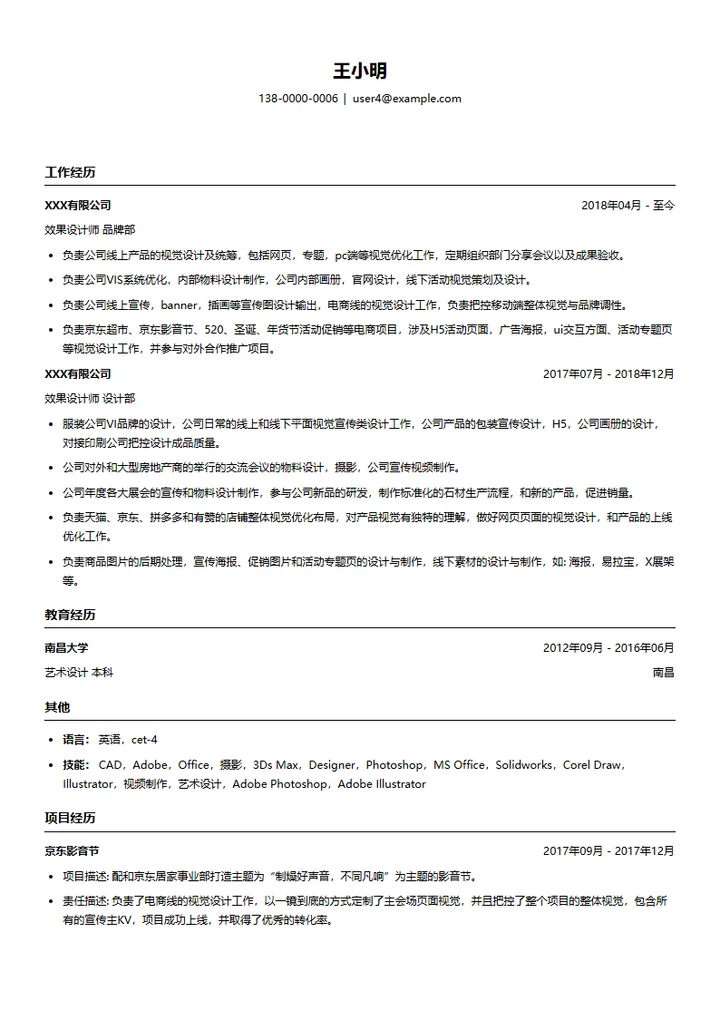 王小明
138-0000-0006 | user4@example.com
工作经历
XXX有限公司 2018年04月 - 至今
效果设计师 品牌部
• 负责公司线上产品的视觉设计及统筹，包括网页，专题，pc端等视觉优化工作，定期组织部门分享会议以及成果验收。
• 负责公司VIS系统优化，内部物料设计制作，公司内部画册，官网设计，线下活动视觉策划及设计。
• 负责公司线上宣传，banner，插画等宣传图设计输出，电商线的视觉设计工作，负责把控移动端整体视觉与品牌调性。
• 负责京东超市、京东影音节、520、圣诞、年货节活动促销等电商项目，涉及H5活动页面，广告海报，ui交互方面、活动专题页
等视觉设计工作，并参与对外合作推广项目。
XXX有限公司 2017年07月 - 2018年12月
效果设计师 设计部
• 服装公司VI品牌的设计，公司日常的线上和线下平面视觉宣传类设计工作，公司产品的包装宣传设计，H5，公司画册的设计，
对接印刷公司把控设计成品质量。
• 公司对外和大型房地产商的举行的交流会议的物料设计，摄影，公司宣传视频制作。
• 公司年度各大展会的宣传和物料设计制作，参与公司新品的研发，制作标准化的石材生产流程，和新的产品，促进销量。
• 负责天猫、京东、拼多多和有赞的店铺整体视觉优化布局，对产品视觉有独特的理解，做好网页页面的视觉设计，和产品的上线
优化工作。
• 负责商品图片的后期处理，宣传海报、促销图片和活动专题页的设计与制作，线下素材的设计与制作，如: 海报，易拉宝，X展架
等。
教育经历
南昌大学 2012年09月 - 2016年06月
艺术设计 本科 南昌
其他
• 语言： 英语，cet-4
• 技能： CAD，Adobe，Office，摄影，3Ds Max，Designer，Photoshop，MS Office，Solidworks，Corel Draw，
Illustrator，视频制作，艺术设计，Adobe Photoshop，Adobe Illustrator
项目经历
京东影音节 2017年09月 - 2017年12月
• 项目描述: 配和京东居家事业部打造主题为“制燥好声音，不同凡响”为主题的影音节。
• 责任描述: 负责了电商线的视觉设计工作，以一镜到底的方式定制了主会场页面视觉，并且把控了整个项目的整体视觉，包含所
有的宣传主KV，项目成功上线，并取得了优秀的转化率。